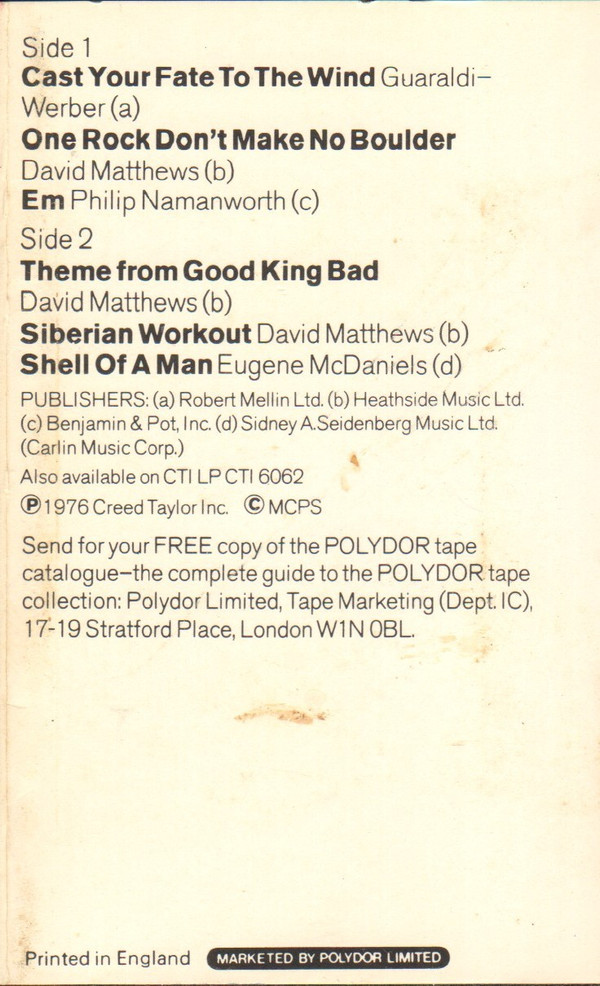 Side 1
Cast Your Fate To The Wind Guaraldi–
Werber (a)
One Rock Don't Make No Boulder
David Matthews (b)
Em Philip Namanworth (c)
Side 2
Theme from Good King Bad
David Matthews (b)
Siberian Workout David Matthews (b)
Shell Of A Man Eugene McDaniels (d)
PUBLISHERS: (a) Robert Mellin Ltd. (b) Heathside Music Ltd.
(c) Benjamin & Pot, Inc. (d) Sidney A.Seidenberg Music Ltd.
(Carlin Music Corp.)
Also available on CTI LP CTI 6062
Ⓟ1976 Creed Taylor Inc. © MCPS
Send for your FREE copy of the POLYDOR tape
catalogue–the complete guide to the POLYDOR tape
collection: Polydor Limited, Tape Marketing (Dept. IC),
17-19 Stratford Place, London W1N 0BL.
Printed in England MARKETED BY POLYDOR LIMITED